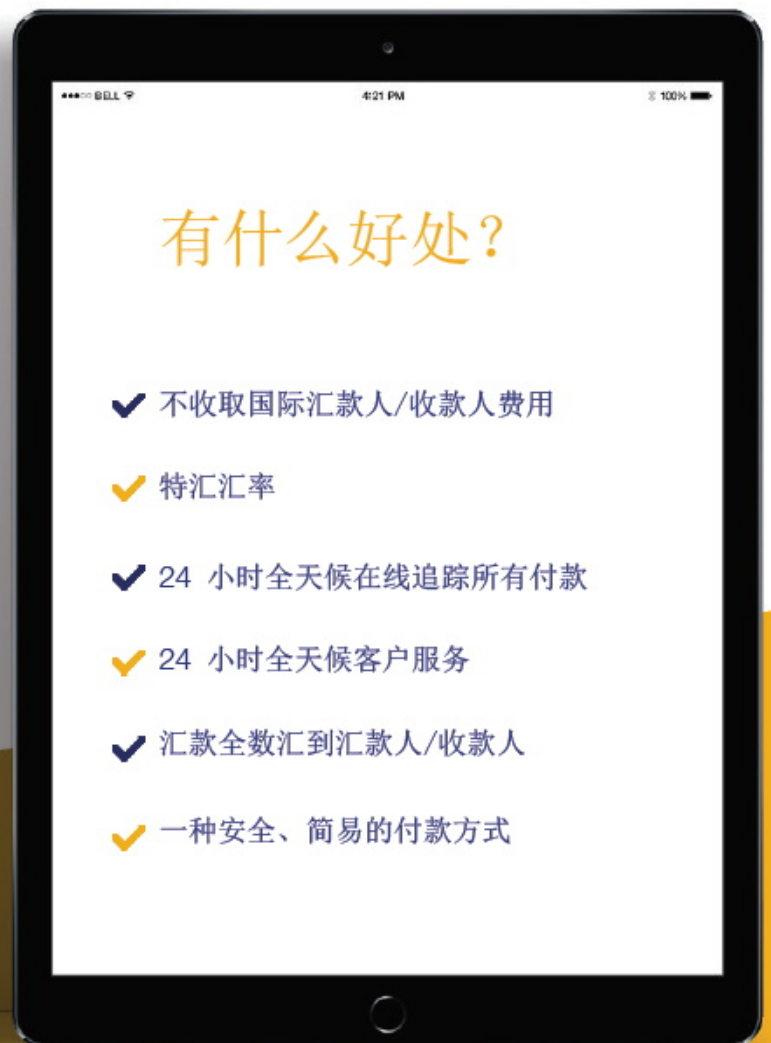 BELL
4:21 PM
100%
有什么好处?
不收取国际汇款人/收款人费用
特汇汇率
24 小时全天候在线追踪所有付款
24 小时全天候客户服务
汇款全数汇到汇款人/收款人
一种安全、简易的付款方式